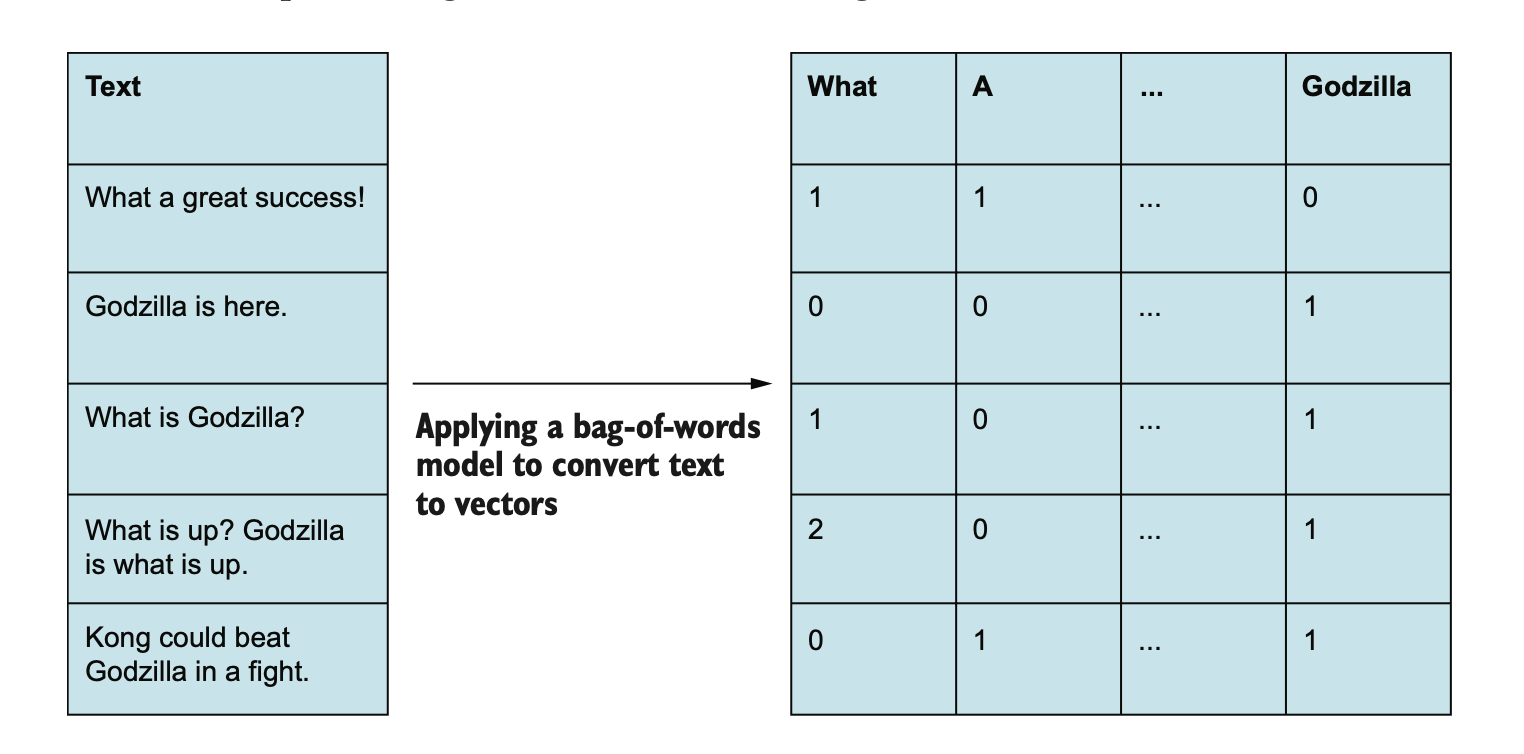 Text
What a great success!
Godzilla is here.
What is Godzilla?
What is up? Godzilla
is what is up.
Kong could beat
Godzilla in a fight.
Applying a bag-of-words
model to convert text
to vectors
What A ... Godzilla
1 1 ... 0
0 0 ... 1
1 0 ... 1
2 0 ... 1
0 1 ... 1